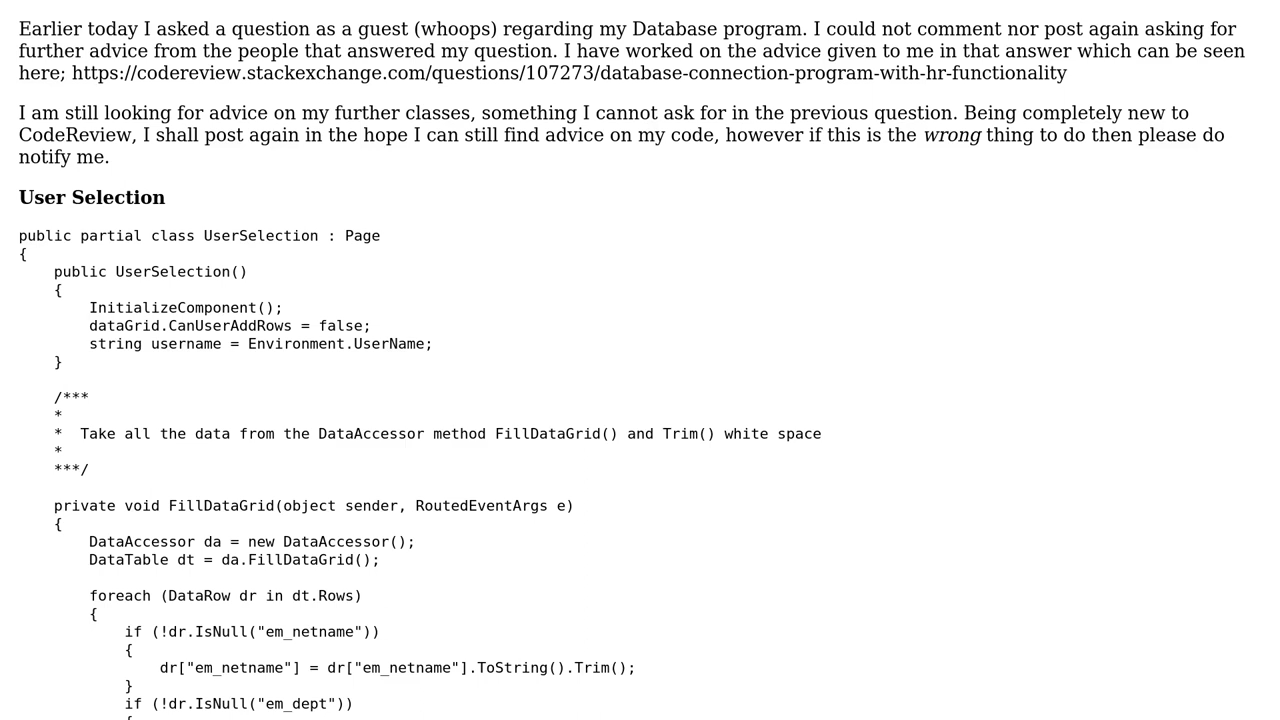 Earlier today I asked a question as a guest (whoops) regarding my Database program. I could not comment nor post again asking for
further advice from the people that answered my question. I have worked on the advice given to me in that answer which can be seen
here; https://codereview.stackexchange.com/questions/107273/database-connection-program-with-hr-functionality
I am still looking for advice on my further classes, something I cannot ask for in the previous question. Being completely new to
CodeReview, I shall post again in the hope I can still find advice on my code, however if this is the wrong thing to do then please do
notify me.
User Selection
public partial class UserSelection : Page
{
    public UserSelection()
    {
        InitializeComponent();
        dataGrid.CanUserAddRows = false;
        string username = Environment.UserName;
    }
    /***
    *
    *  Take all the data from the DataAccessor method FillDataGrid() and Trim() white space
    *
    ***/
    private void FillDataGrid(object sender, RoutedEventArgs e)
    {
        DataAccessor da = new DataAccessor();
        DataTable dt = da.FillDataGrid();
        foreach (DataRow dr in dt.Rows)
        {
            if (!dr.IsNull("em_netname"))
            {
                dr["em_netname"] = dr["em_netname"].ToString().Trim();
            }
            if (!dr.IsNull("em_dept"))
            {